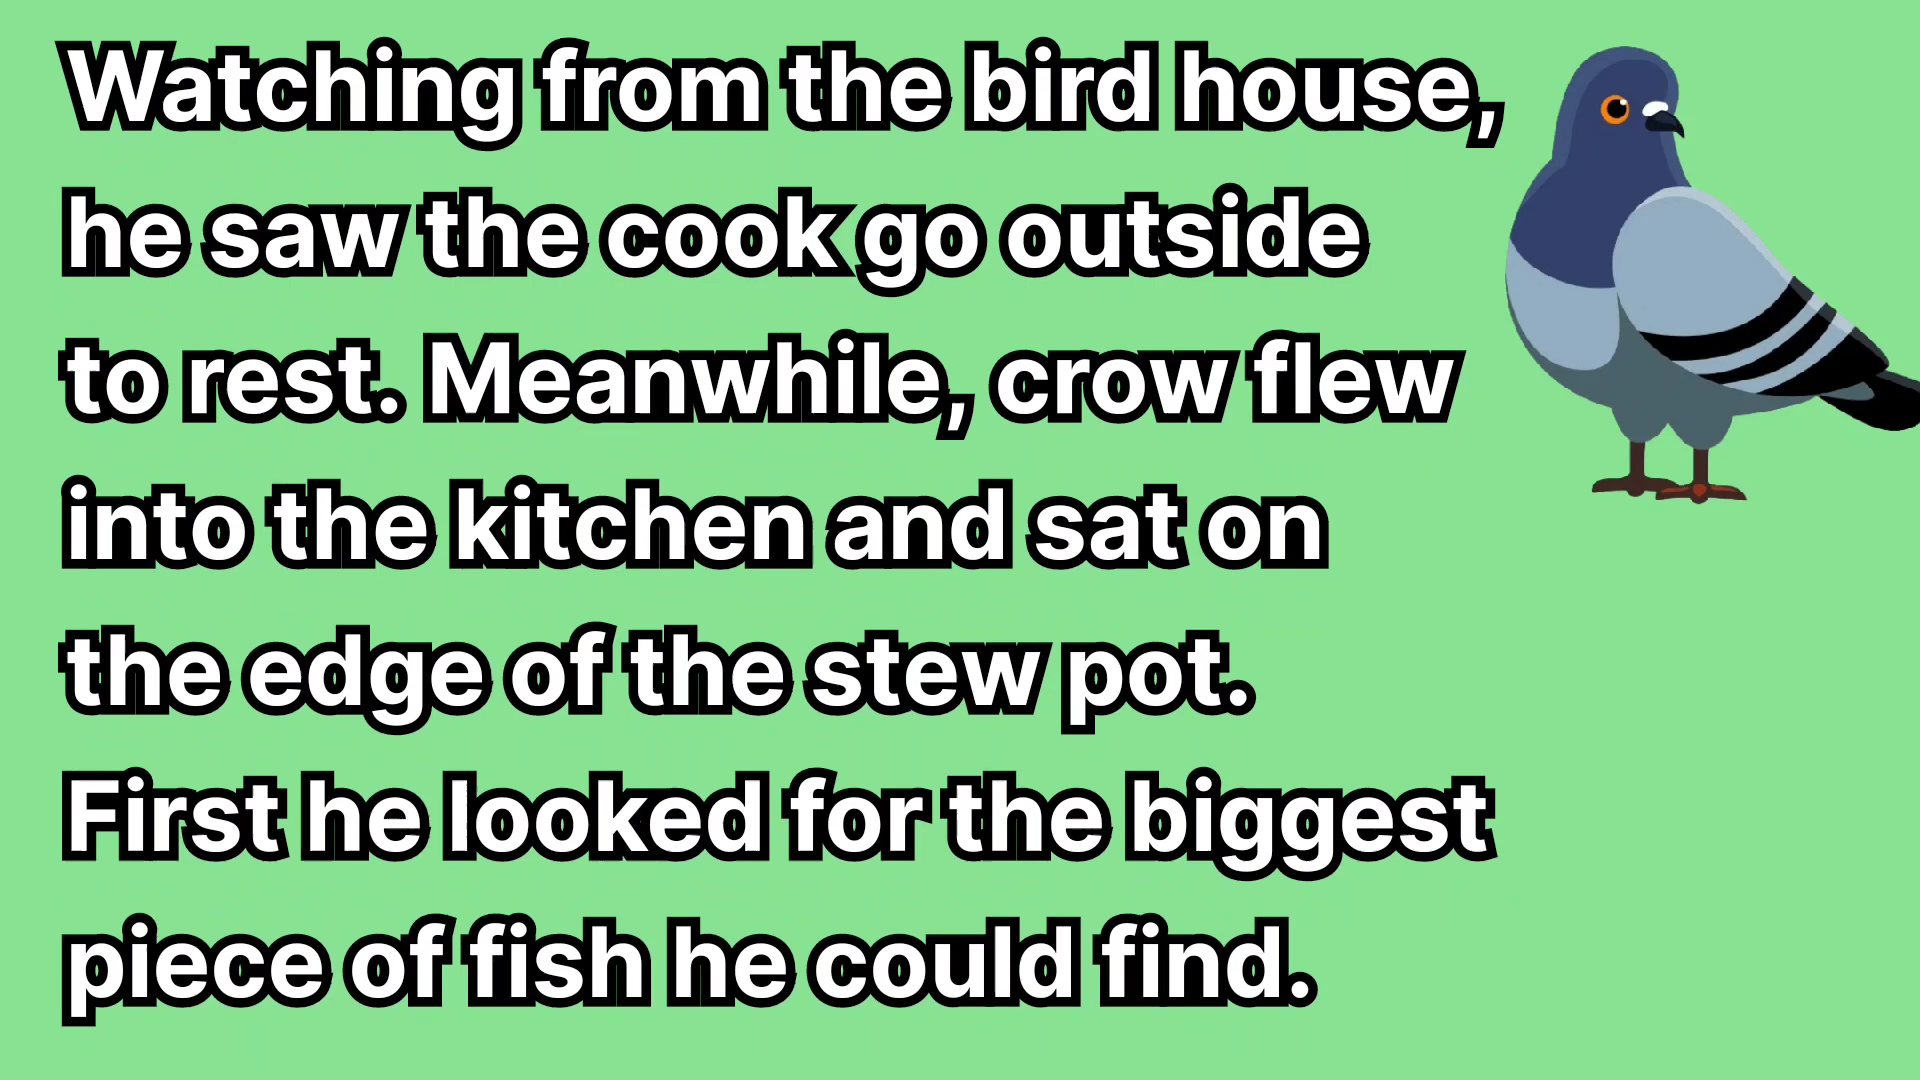 Watching from the bird house,
he saw the cook go outside
to rest. Meanwhile, crow flew
into the kitchen and sat on
the edge of the stew pot.
First he looked for the biggest
piece of fish he could find.